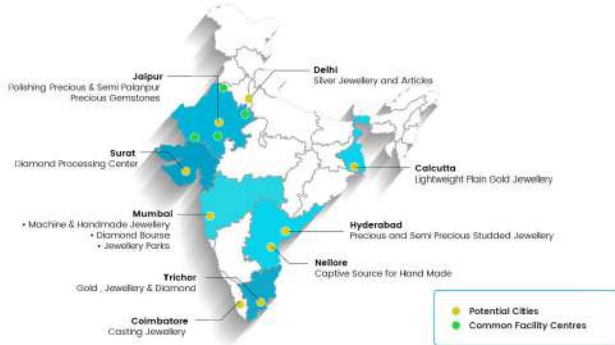 Jaipur
Polishing Precious & Semi Palanpur
Precious Gemstones
Delhi
Silver Jewellery and Articles
Surat
Diamond Processing Center
Calcutta
Lightweight Plain Gold Jewellery
Mumbai
• Machine & Handmade Jewellery
• Diamond Bourse
• Jewellery Parks
Hyderabad
Precious and Semi Precious Studded Jewellery
Nellore
Captive Source for Hand Made
Trichor
Gold , Jewellery & Diamond
Coimbatore
Casting Jewellery
Potential Cities
Common Facility Centres